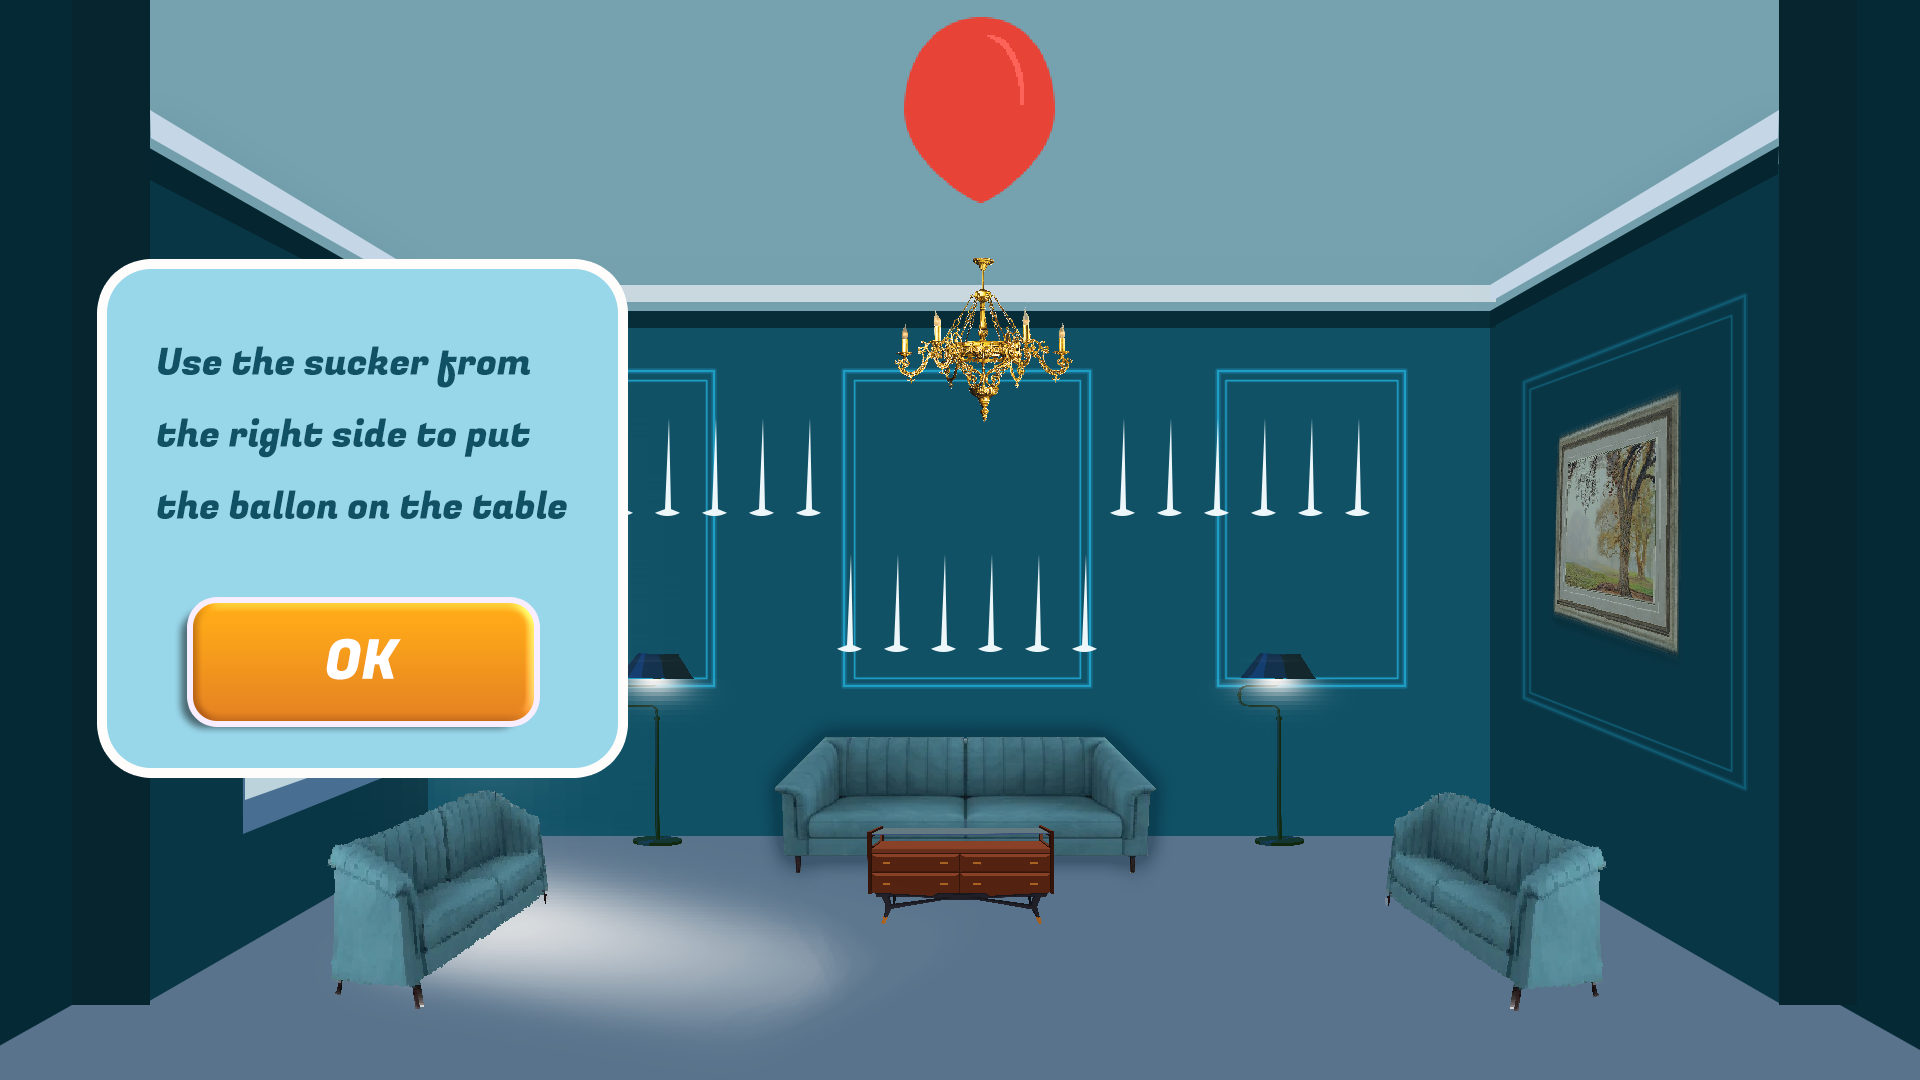 Use the sucker from
the right side to put
the ballon on the table
OK